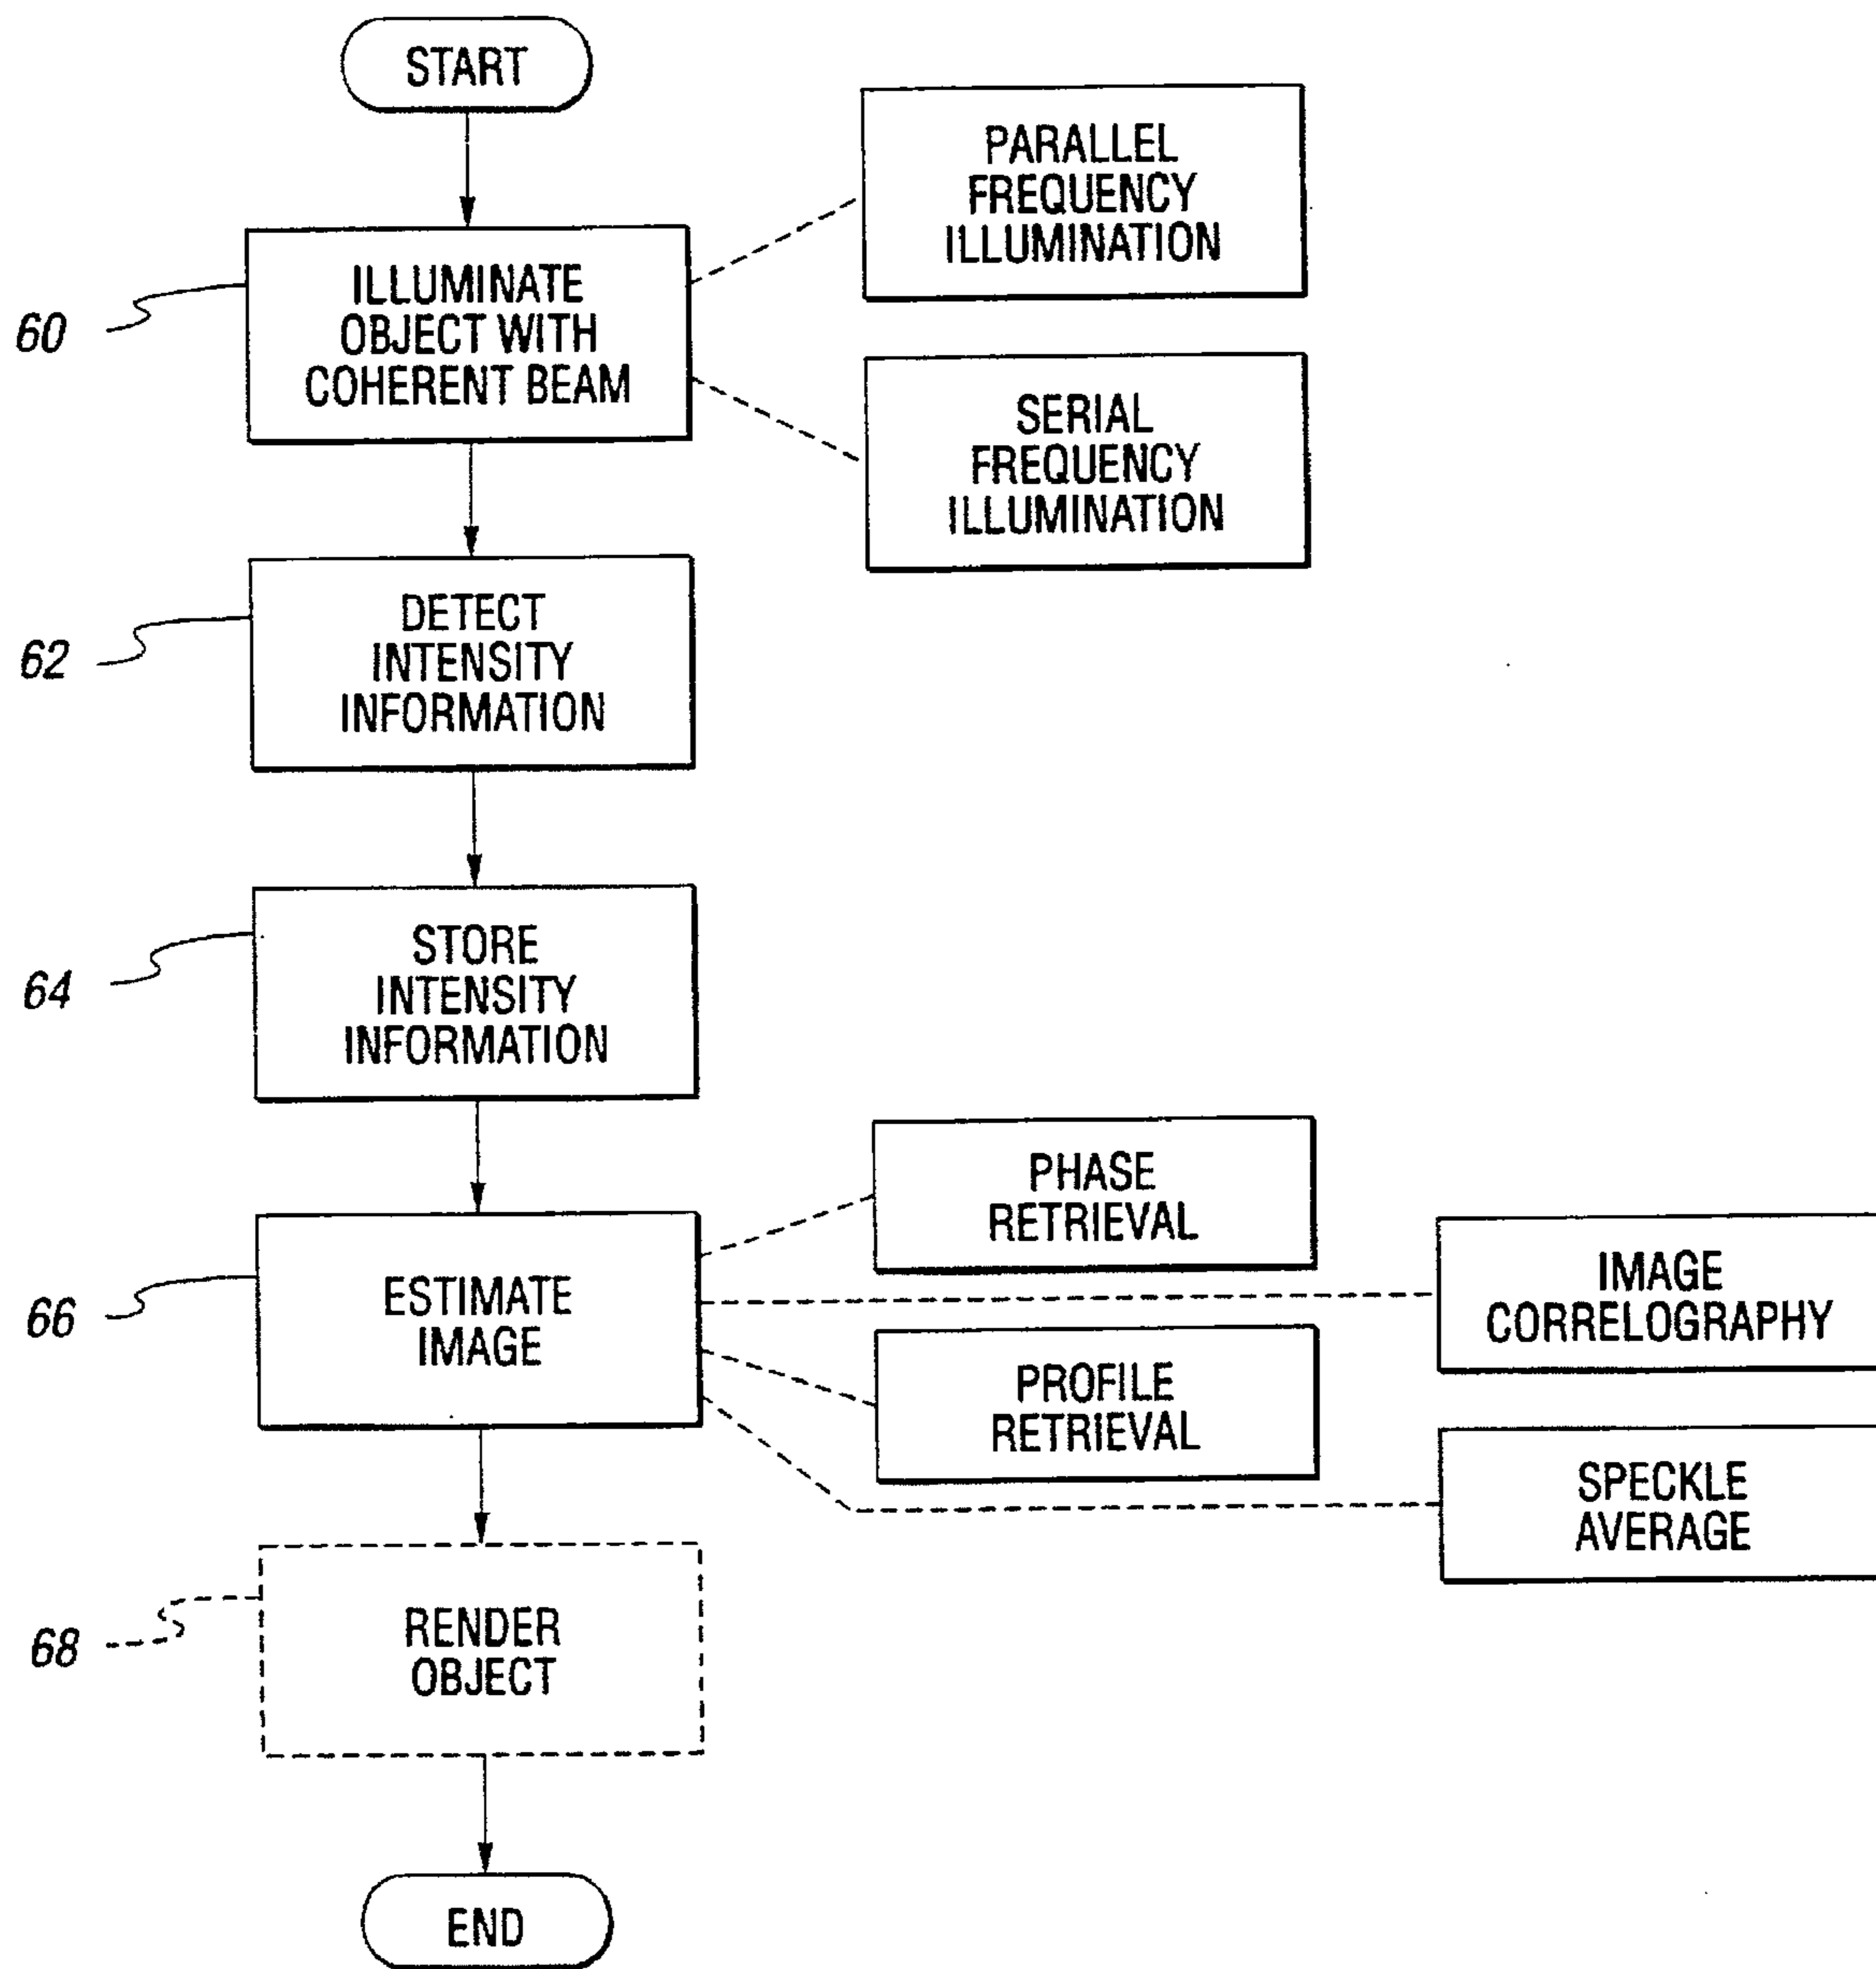 START
PARALLEL
FREQUENCY
ILLUMINATION
60
ILLUMINATE
OBJECT WITH
COHERENT BEAM
SERIAL
FREQUENCY
ILLUMINATION
62
DETECT
INTENSITY
INFORMATION
64
STORE
INTENSITY
INFORMATION
PHASE
RETRIEVAL
66
ESTIMATE
IMAGE
IMAGE
CORRELOGRAPHY
PROFILE
RETRIEVAL
SPECKLE
AVERAGE
68
RENDER
OBJECT
END